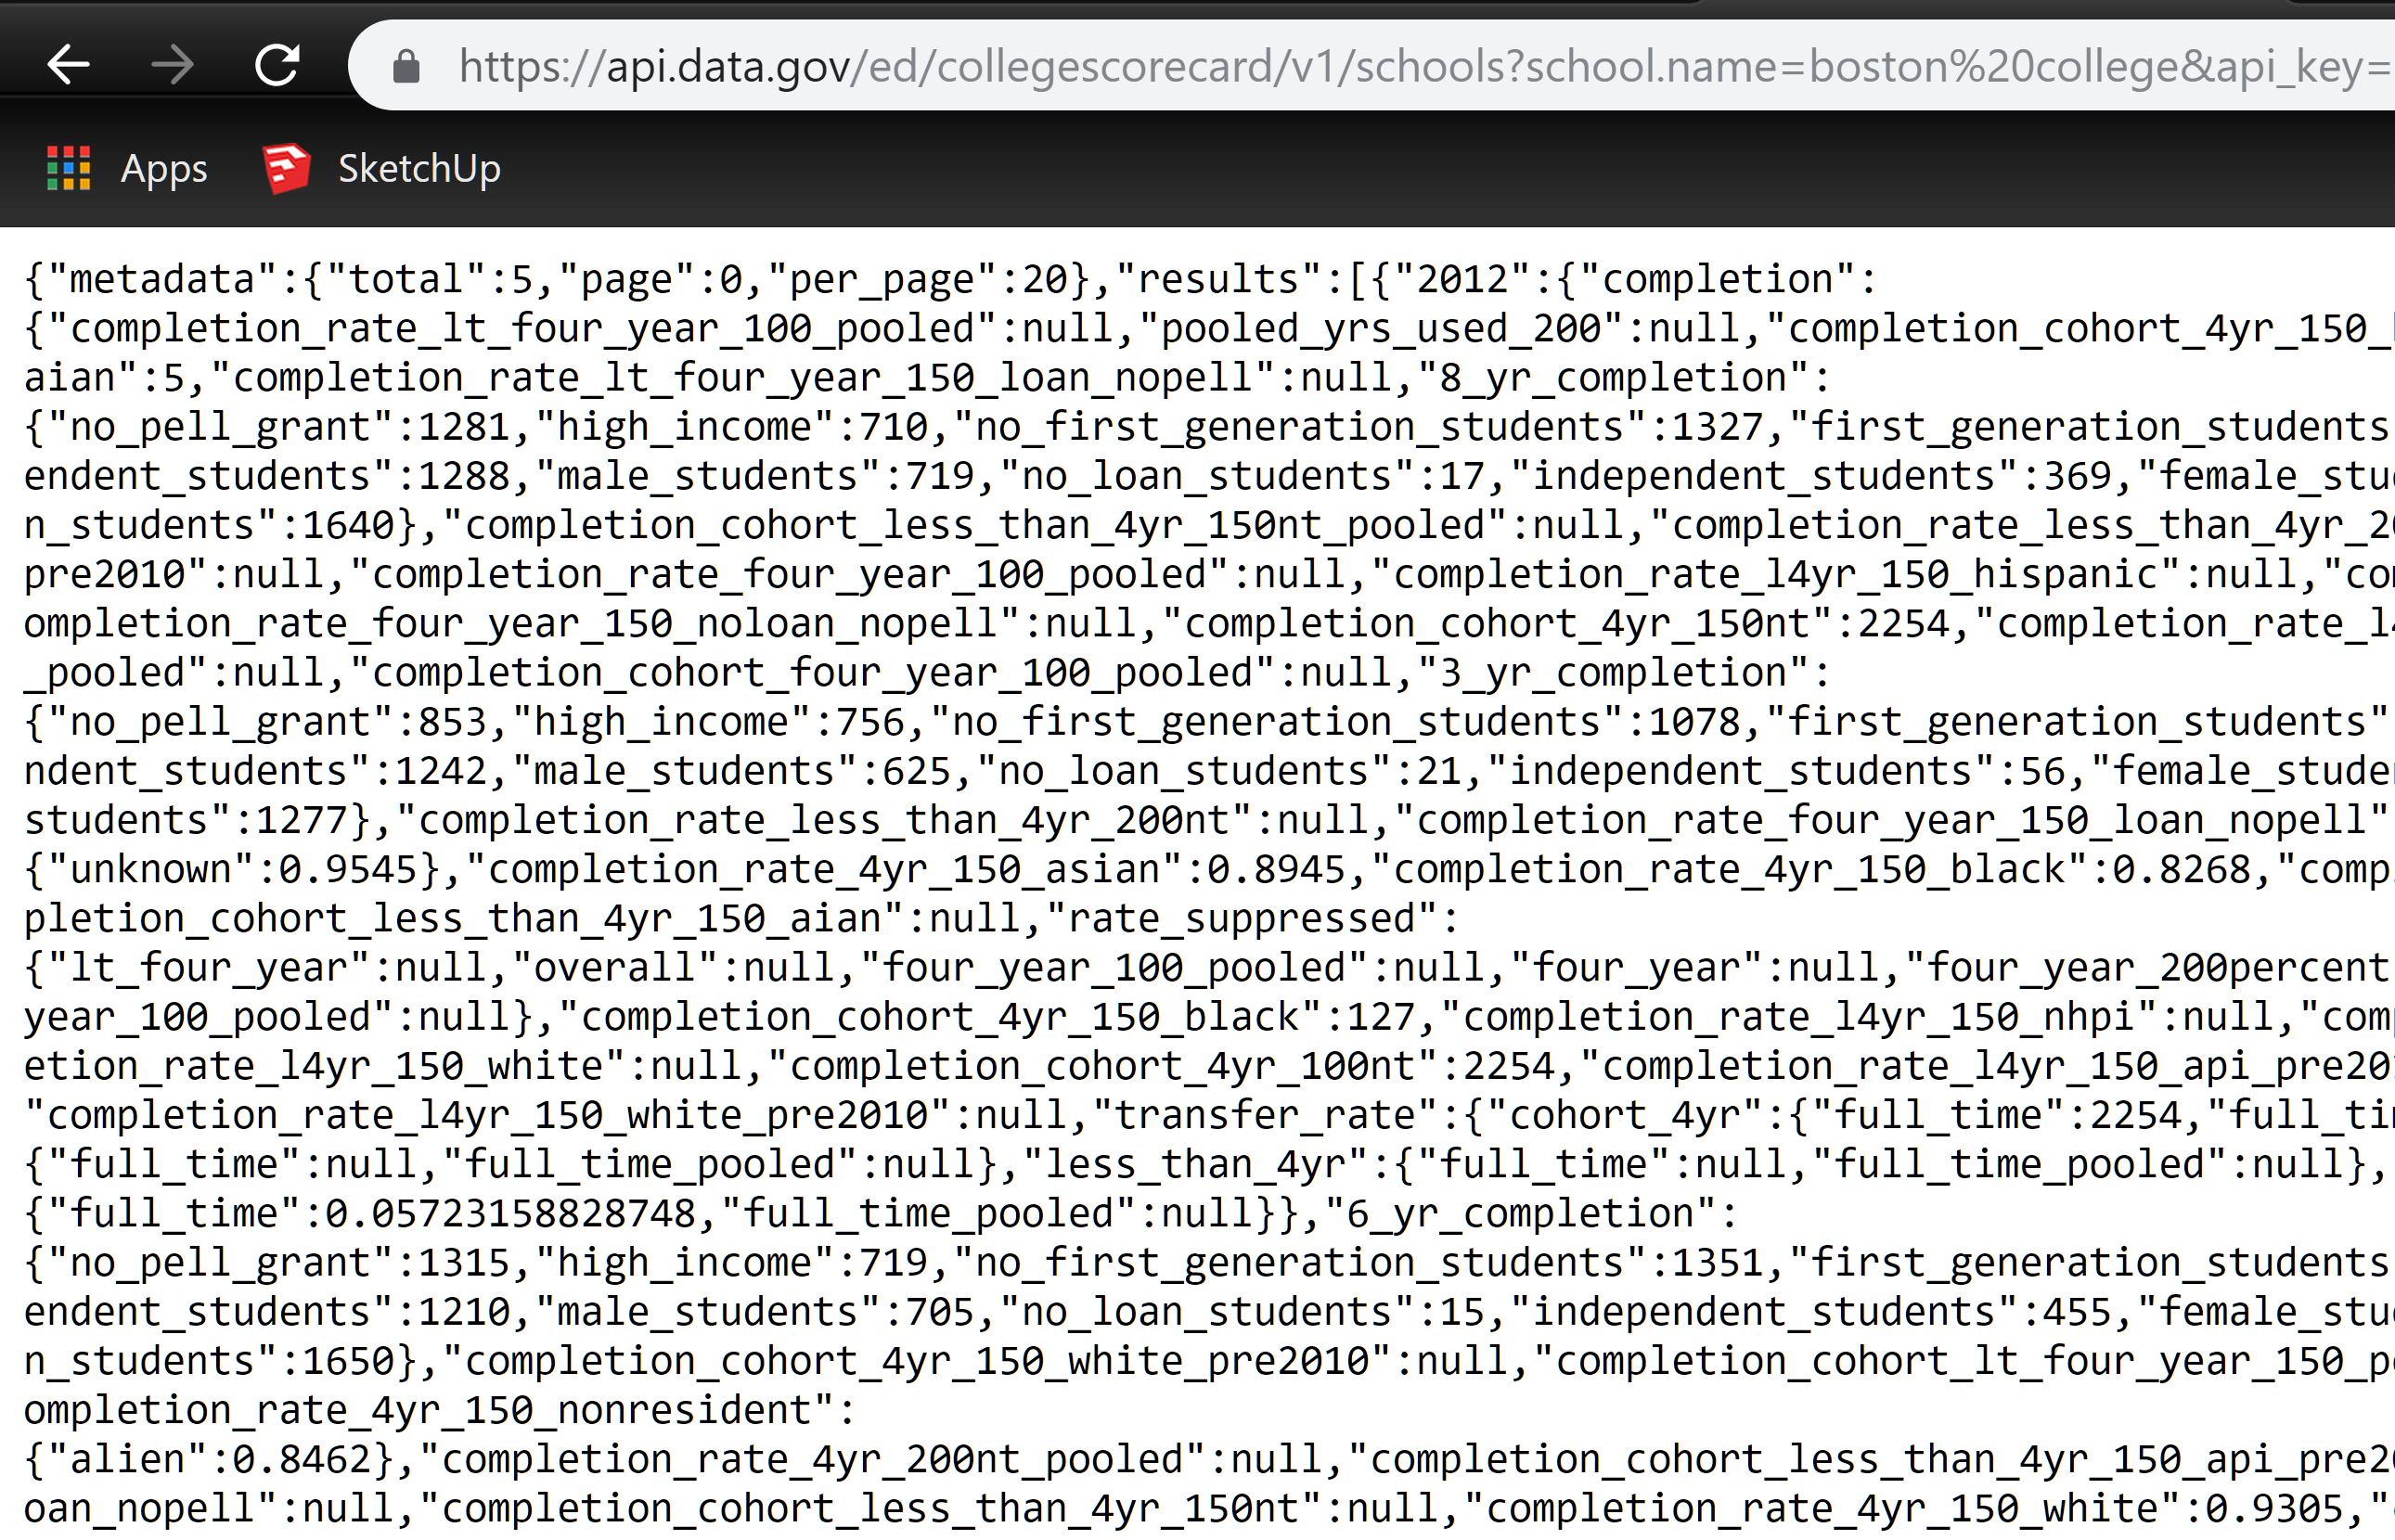 https://api.data.gov/ed/collegescorecard/v1/schools?school.name=boston%20college&api_key=
Apps SketchUp
{"metadata":{"total":5,"page":0,"per_page":20},"results":[{"2012":{"completion":
{"completion_rate_lt_four_year_100_pooled":null,"pooled_yrs_used_200":null,"completion_cohort_4yr_150_
aian":5,"completion_rate_lt_four_year_150_loan_nopell":null,"8_yr_completion":
{"no_pell_grant":1281,"high_income":710,"no_first_generation_students":1327,"first_generation_students
endent_students":1288,"male_students":719,"no_loan_students":17,"independent_students":369,"female_stu
n_students":1640},"completion_cohort_less_than_4yr_150nt_pooled":null,"completion_rate_less_than_4yr_20
pre2010":null,"completion_rate_four_year_100_pooled":null,"completion_rate_l4yr_150_hispanic":null,"co
ompletion_rate_four_year_150_noloan_nopell":null,"completion_cohort_4yr_150nt":2254,"completion_rate_l4
_pooled":null,"completion_cohort_four_year_100_pooled":null,"3_yr_completion":
{"no_pell_grant":853,"high_income":756,"no_first_generation_students":1078,"first_generation_students"
ndent_students":1242,"male_students":625,"no_loan_students":21,"independent_students":56,"female_stude
students":1277},"completion_rate_less_than_4yr_200nt":null,"completion_rate_four_year_150_loan_nopell"
{"unknown":0.9545},"completion_rate_4yr_150_asian":0.8945,"completion_rate_4yr_150_black":0.8268,"comp
pletion_cohort_less_than_4yr_150_aian":null,"rate_suppressed":
{"lt_four_year":null,"overall":null,"four_year_100_pooled":null,"four_year":null,"four_year_200percent
year_100_pooled":null},"completion_cohort_4yr_150_black":127,"completion_rate_l4yr_150_nhpi":null,"com
etion_rate_l4yr_150_white":null,"completion_cohort_4yr_100nt":2254,"completion_rate_l4yr_150_api_pre20
"completion_rate_l4yr_150_white_pre2010":null,"transfer_rate":{"cohort_4yr":{"full_time":2254,"full_ti
{"full_time":null,"full_time_pooled":null},"less_than_4yr":{"full_time":null,"full_time_pooled":null},
{"full_time":0.05723158828748,"full_time_pooled":null}},"6_yr_completion":
{"no_pell_grant":1315,"high_income":719,"no_first_generation_students":1351,"first_generation_students
endent_students":1210,"male_students":705,"no_loan_students":15,"independent_students":455,"female_stu
n_students":1650},"completion_cohort_4yr_150_white_pre2010":null,"completion_cohort_lt_four_year_150_p
ompletion_rate_4yr_150_nonresident":
{"alien":0.8462},"completion_rate_4yr_200nt_pooled":null,"completion_cohort_less_than_4yr_150_api_pre2
oan_nopell":null,"completion_cohort_less_than_4yr_150nt":null,"completion_rate_4yr_150_white":0.9305,"